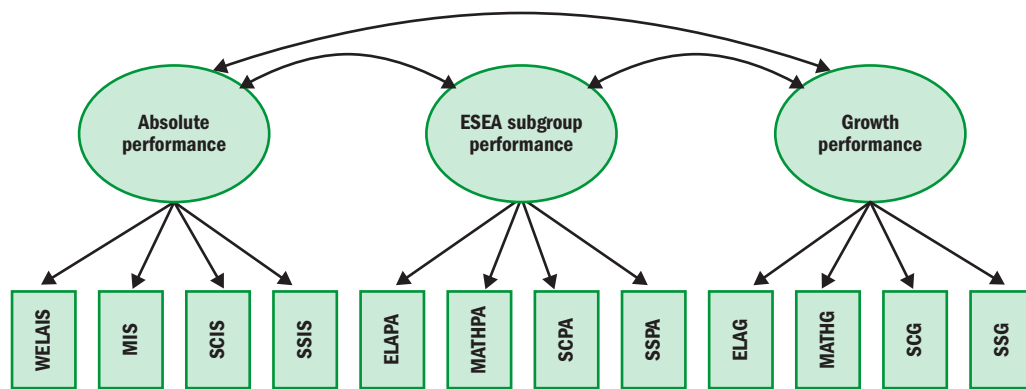 Absolute
performance
ESEA subgroup
performance
Growth
performance
WELAIS
MIS
SCIS
SSIS
ELAPA
MATHPA
SCPA
SSPA
ELAG
MATHG
SCG
SSG